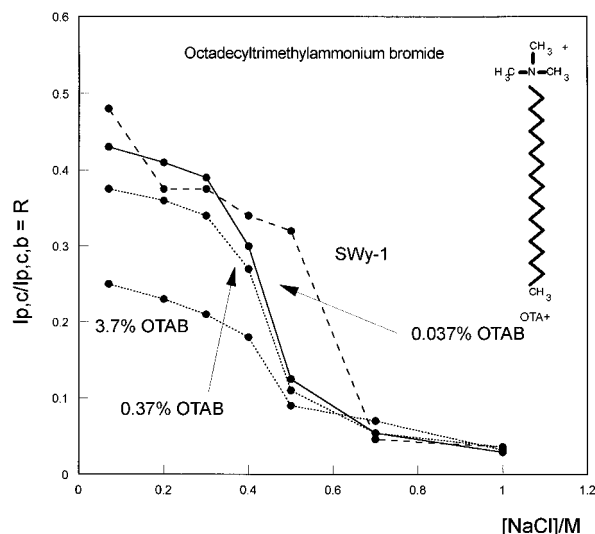 0.6
0.5
0.4
0.3
0.2
0.1
0
0
0.2
0.4
0.6
0.8
1
1.2
Ip,c/Ip,c,b = R
[NaCl]/M
Octadecyltrimethylammonium bromide
CH3 +
H3C N CH3
CH3
OTA+
SWy-1
0.037% OTAB
3.7% OTAB
0.37% OTAB